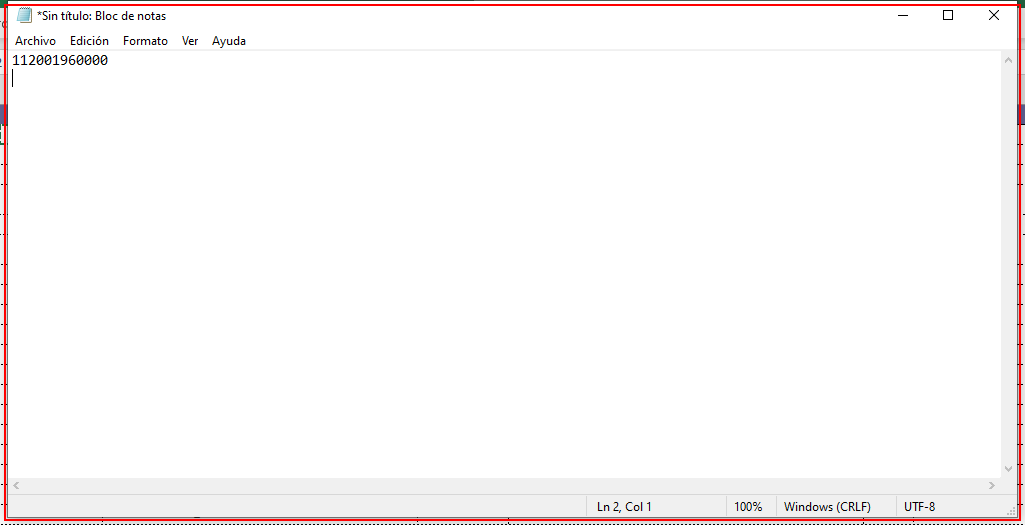 *Sin título: Bloc de notas
Archivo Edición Formato Ver Ayuda
112001960000
Ln 2, Col 1 100% Windows (CRLF) UTF-8